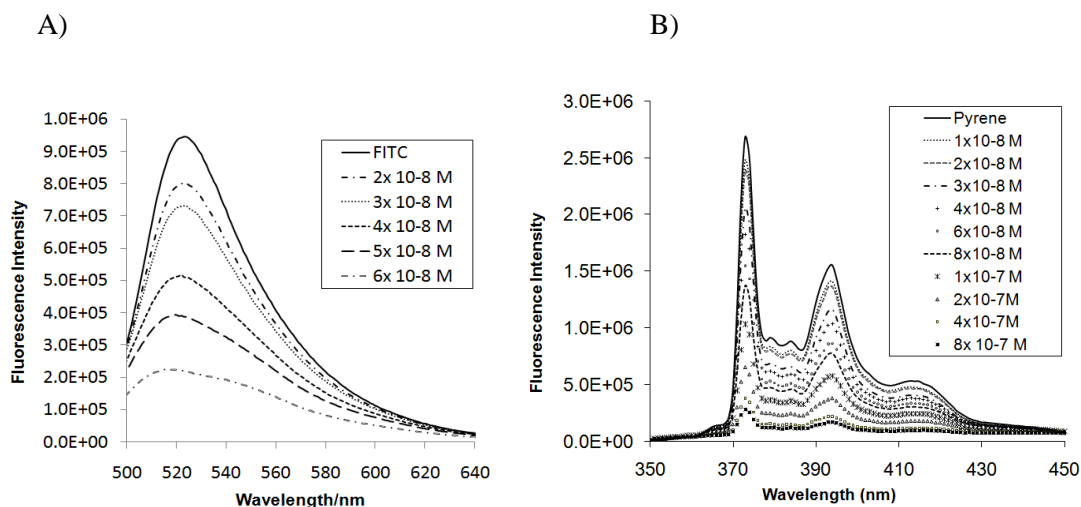 A)
B)
1.0E+06
9.0E+05
8.0E+05
7.0E+05
6.0E+05
5.0E+05
4.0E+05
3.0E+05
2.0E+05
1.0E+05
0.0E+00
Fluorescence Intensity
500 520 540 560 580 600 620 640
Wavelength/nm
FITC
2x 10-8 M
3x 10-8 M
4x 10-8 M
5x 10-8 M
6x 10-8 M
3.0E+06
2.5E+06
2.0E+06
1.5E+06
1.0E+06
5.0E+05
0.0E+00
Fluorescence Intensity
350 370 390 410 430 450
Wavelength (nm)
Pyrene
1x10-8 M
2x10-8 M
3x10-8 M
4x10-8 M
6x10-8 M
8x10-8 M
1x10-7 M
2x10-7M
4x10-7M
8x 10-7 M